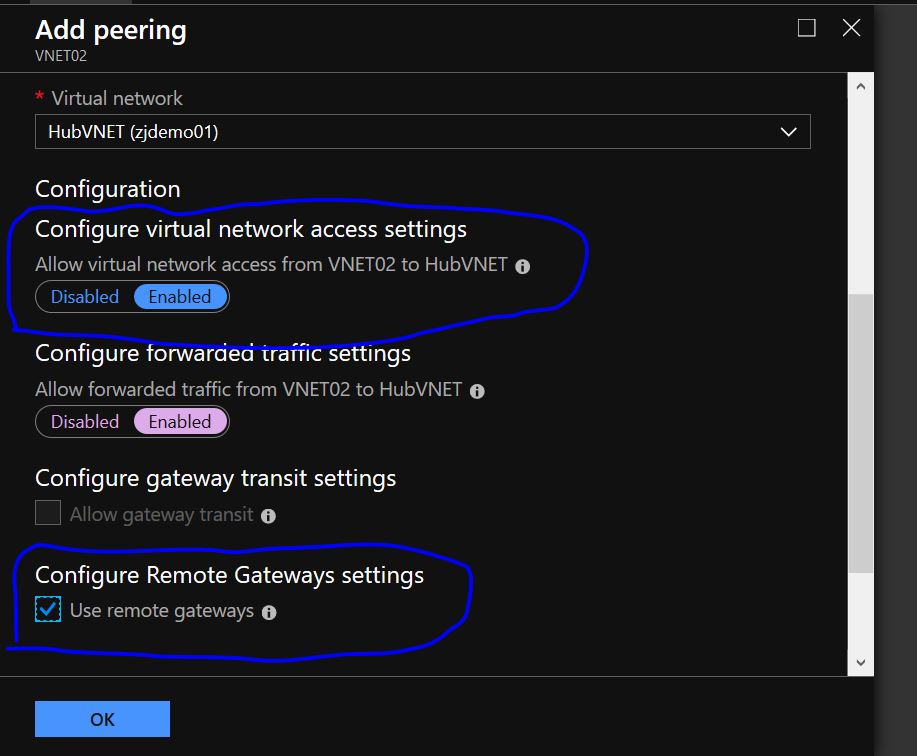 Add peering
VNET02
* Virtual network
HubVNET (zjdemo01)
Configuration
Configure virtual network access settings
Allow virtual network access from VNET02 to HubVNET
Disabled Enabled
Configure forwarded traffic settings
Allow forwarded traffic from VNET02 to HubVNET
Disabled Enabled
Configure gateway transit settings
Allow gateway transit
Configure Remote Gateways settings
Use remote gateways
OK